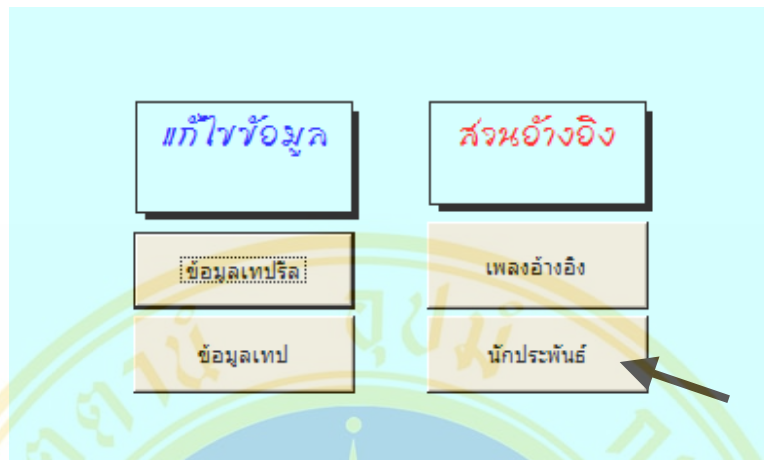 แก้ไขข้อมูล
ส่วนอ้างอิง
ข้อมูลเทปรีล
เพลงอ้างอิง
ข้อมูลเทป
นักประพันธ์